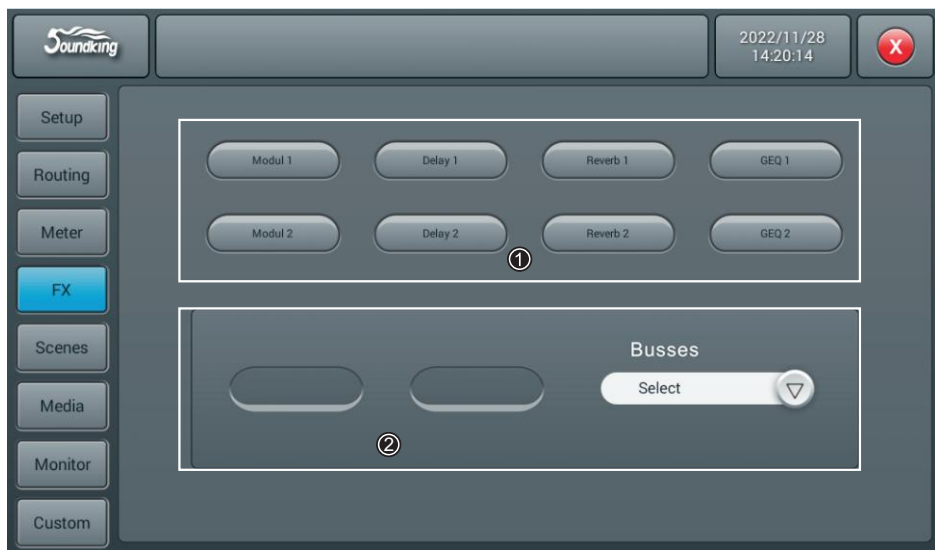 Soundking
2022/11/28
14:20:14
X
Setup
Routing
Meter
FX
Scenes
Media
Monitor
Custom
Modul 1 Delay 1 Reverb 1 GEQ 1
Modul 2 Delay 2 Reverb 2 GEQ 2
①
Busses
Select
②